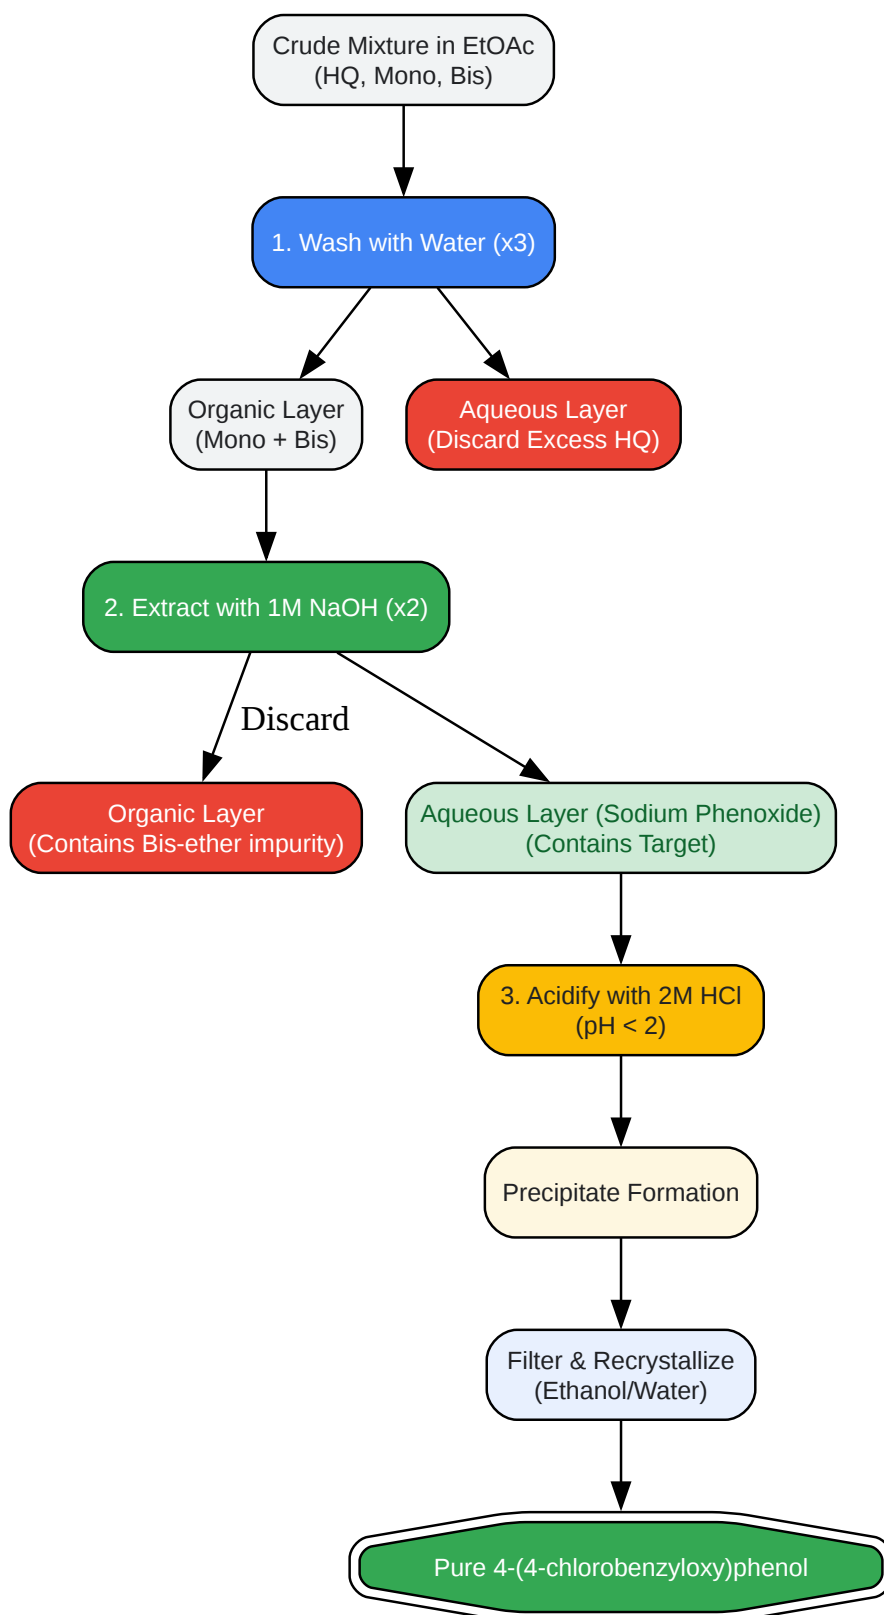 Crude Mixture in EtOAc
(HQ, Mono, Bis)
1. Wash with Water (x3)
Organic Layer
(Mono + Bis)
Aqueous Layer
(Discard Excess HQ)
2. Extract with 1M NaOH (x2)
Discard
Organic Layer
(Contains Bis-ether impurity)
Aqueous Layer (Sodium Phenoxide)
(Contains Target)
3. Acidify with 2M HCl
(pH < 2)
Precipitate Formation
Filter & Recrystallize
(Ethanol/Water)
Pure 4-(4-chlorobenzyloxy)phenol